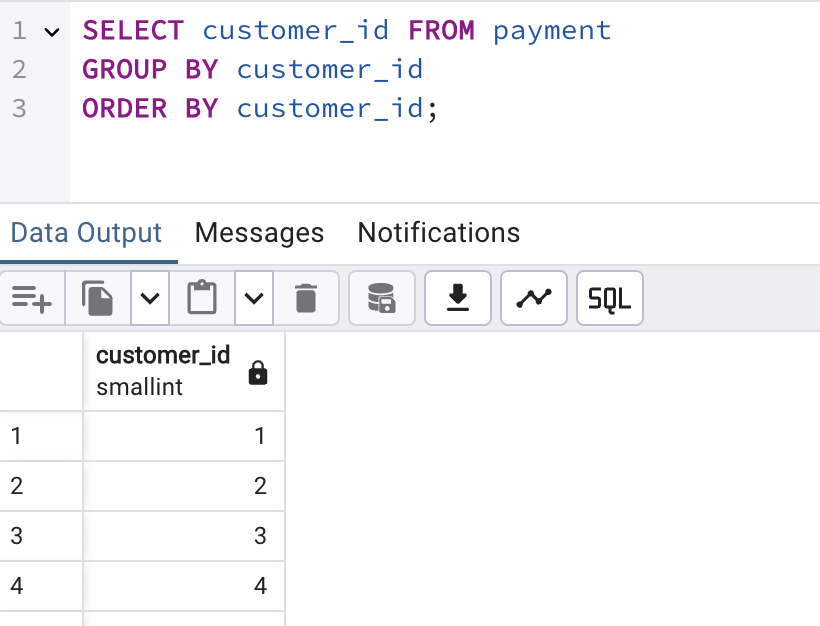 1 SELECT customer_id FROM payment
2 GROUP BY customer_id
3 ORDER BY customer_id;
Data Output Messages Notifications
SQL
customer_id
smallint
1 1
2 2
3 3
4 4